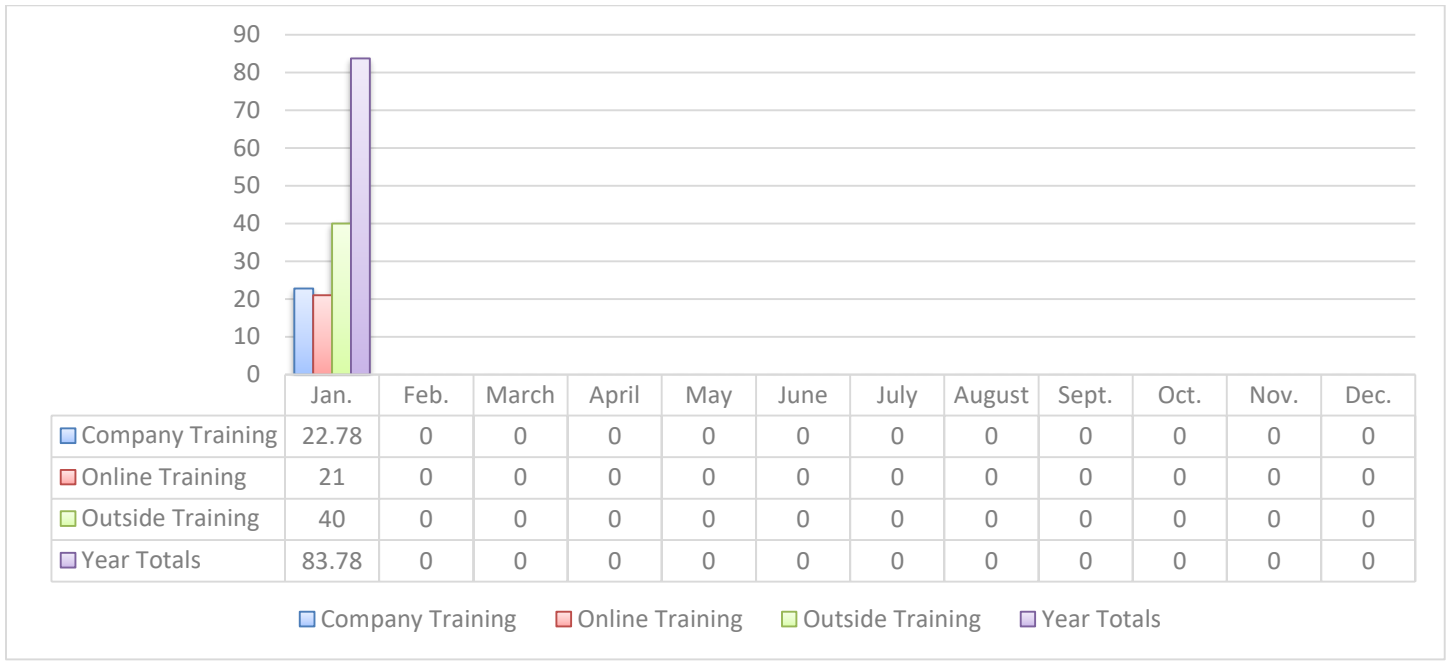 90
80
70
60
50
40
30
20
10
0
Jan. Feb. March April May June July August Sept. Oct. Nov. Dec.
Company Training 22.78 0 0 0 0 0 0 0 0 0 0 0
Online Training 21 0 0 0 0 0 0 0 0 0 0 0
Outside Training 40 0 0 0 0 0 0 0 0 0 0 0
Year Totals 83.78 0 0 0 0 0 0 0 0 0 0 0
Company Training Online Training Outside Training Year Totals